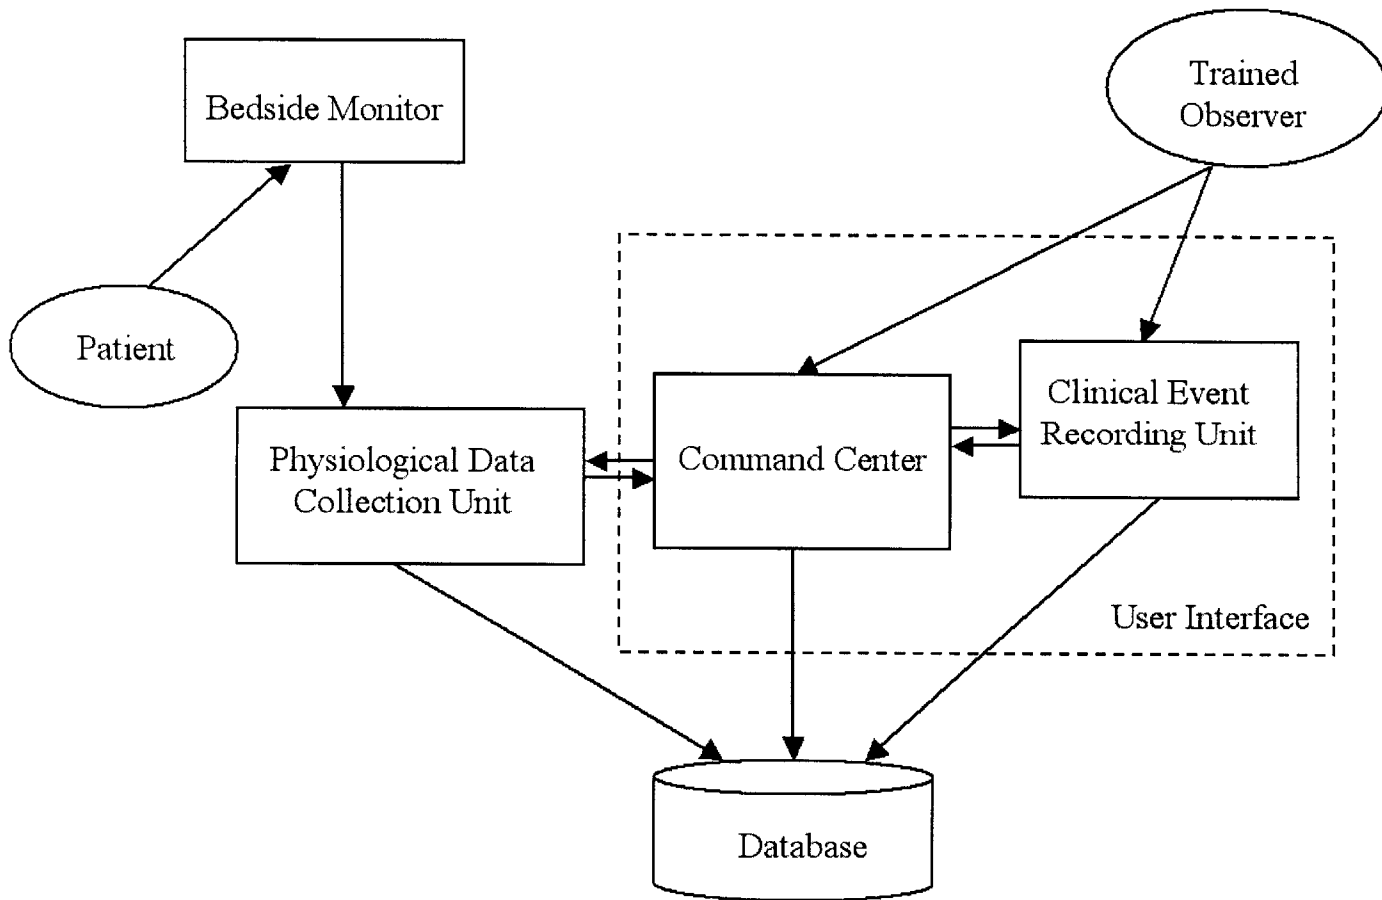 Bedside Monitor
Trained
Observer
Patient
Physiological Data
Collection Unit
Command Center
Clinical Event
Recording Unit
User Interface
Database